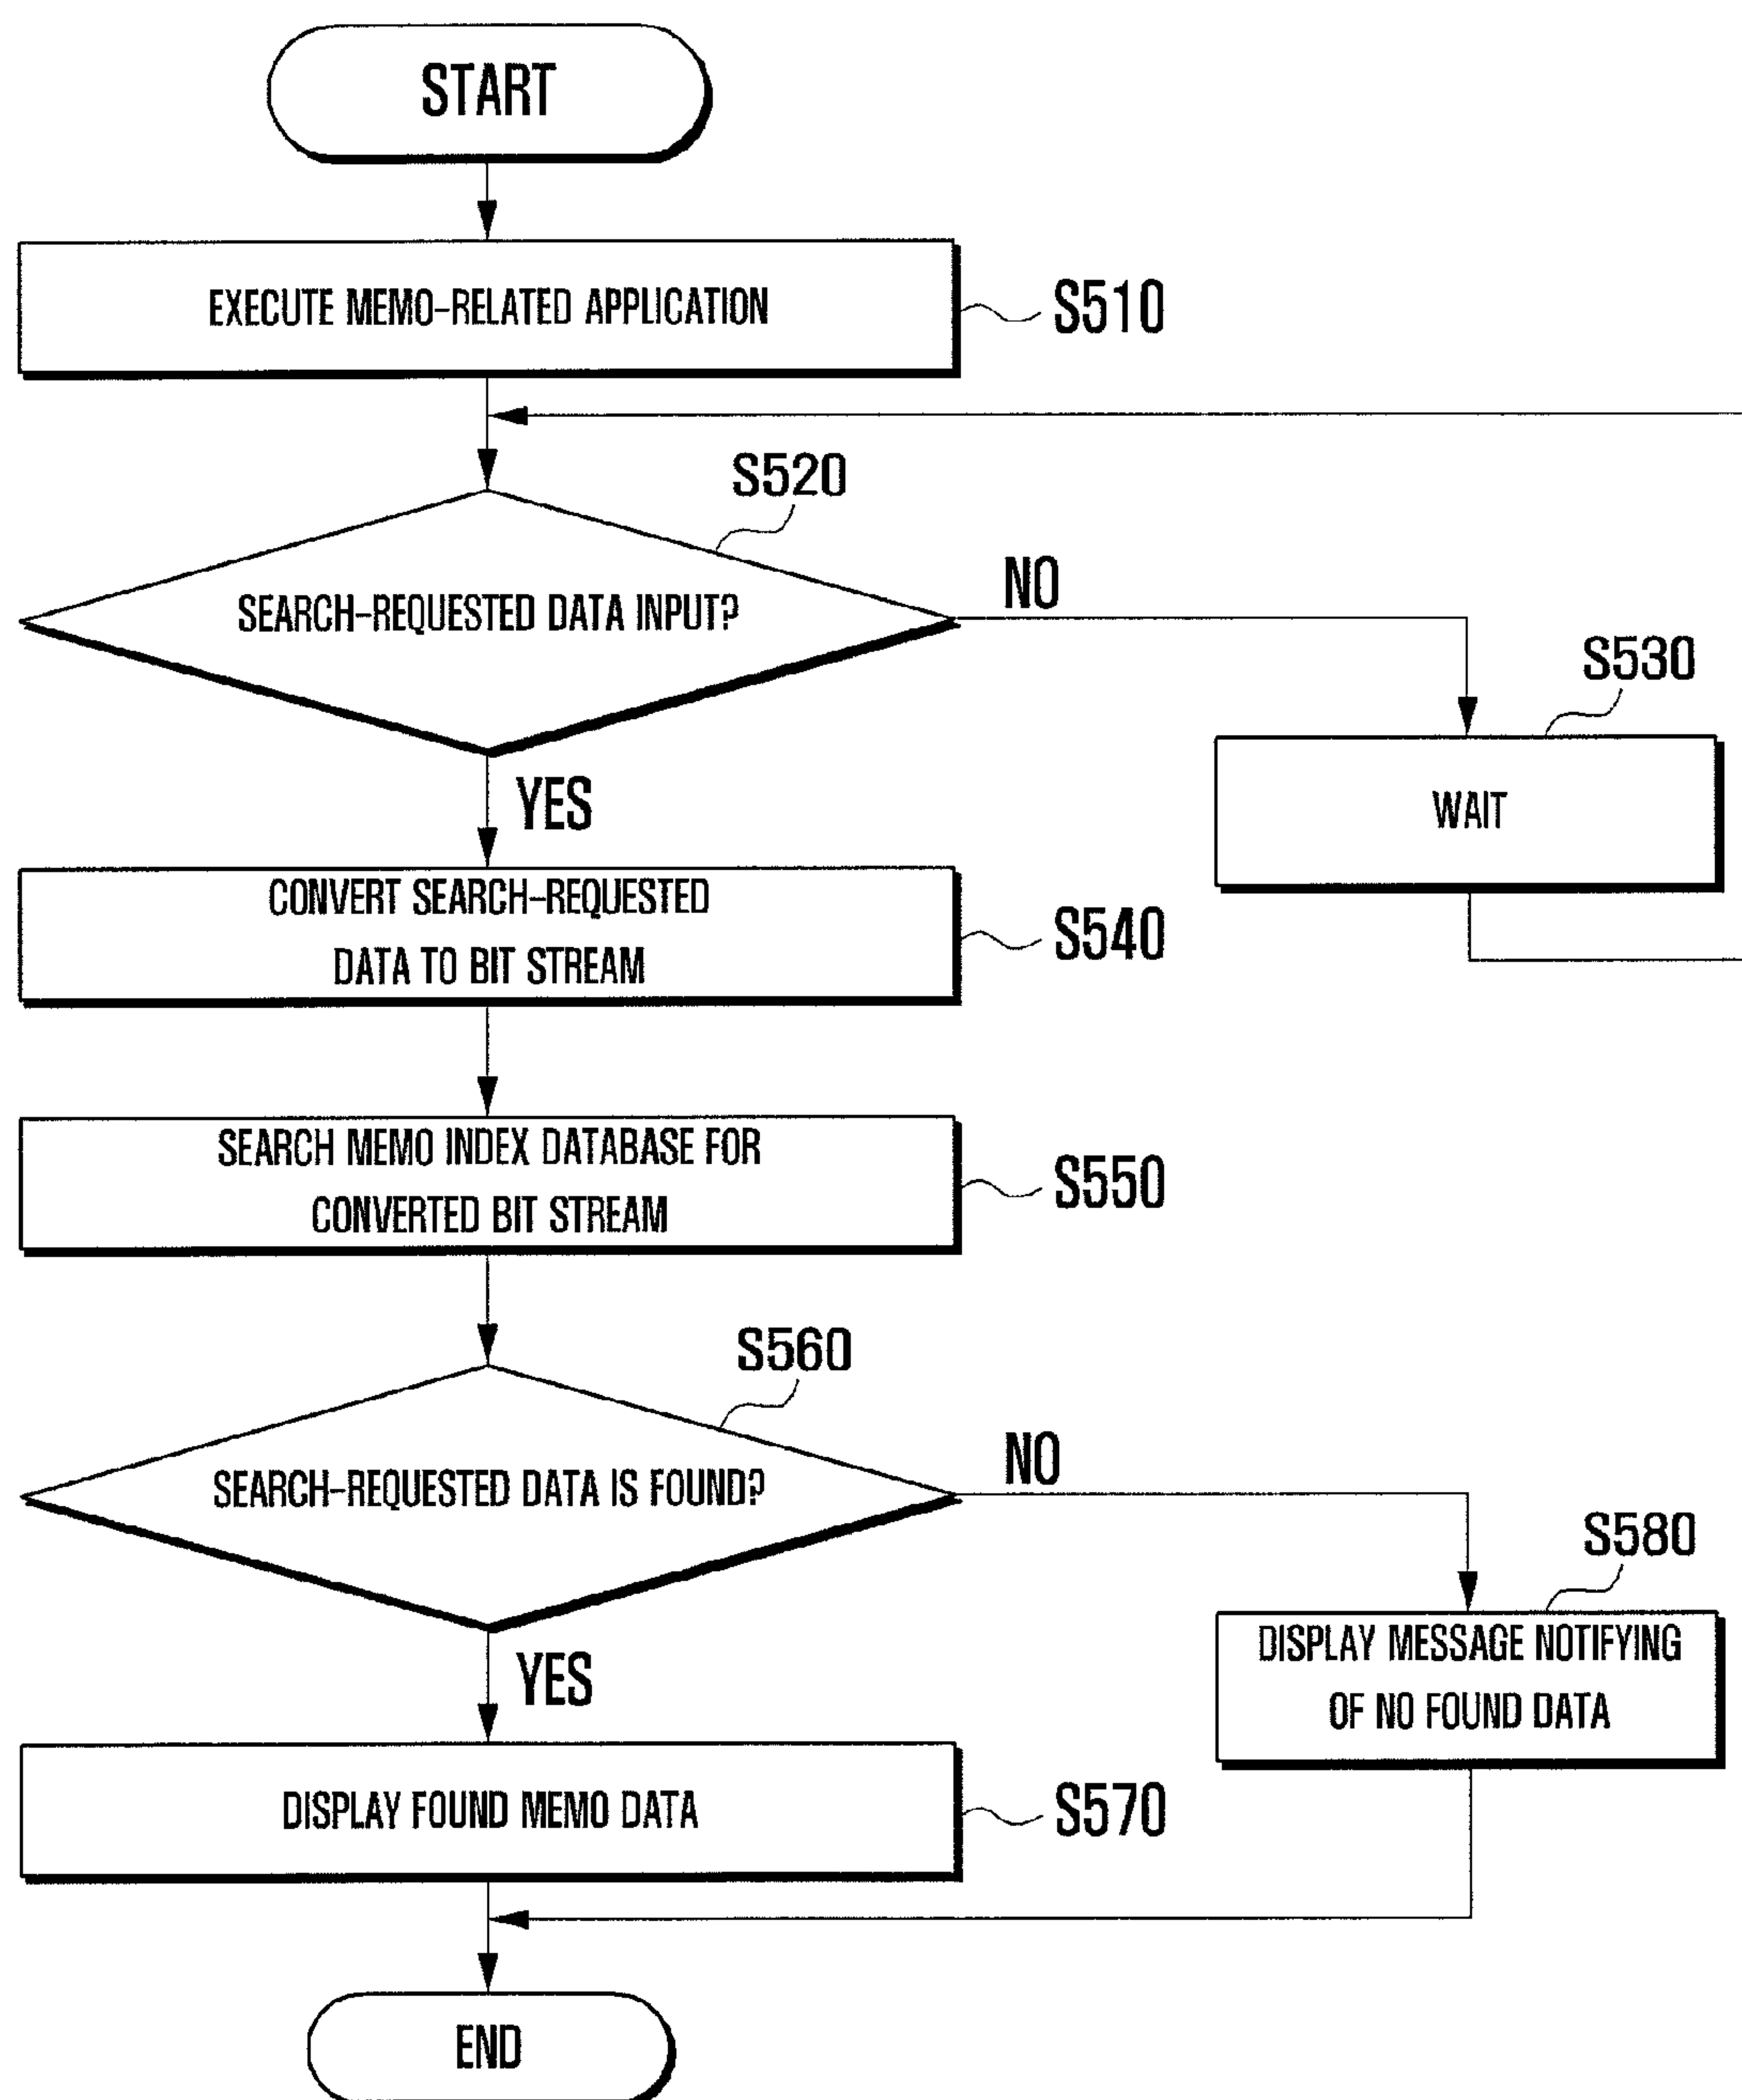 START
EXECUTE MEMO-RELATED APPLICATION
S510
S520
SEARCH-REQUESTED DATA INPUT?
NO
S530
WAIT
YES
CONVERT SEARCH-REQUESTED
DATA TO BIT STREAM
S540
SEARCH MEMO INDEX DATABASE FOR
CONVERTED BIT STREAM
S550
S560
SEARCH-REQUESTED DATA IS FOUND?
NO
S580
DISPLAY MESSAGE NOTIFYING
OF NO FOUND DATA
YES
DISPLAY FOUND MEMO DATA
S570
END